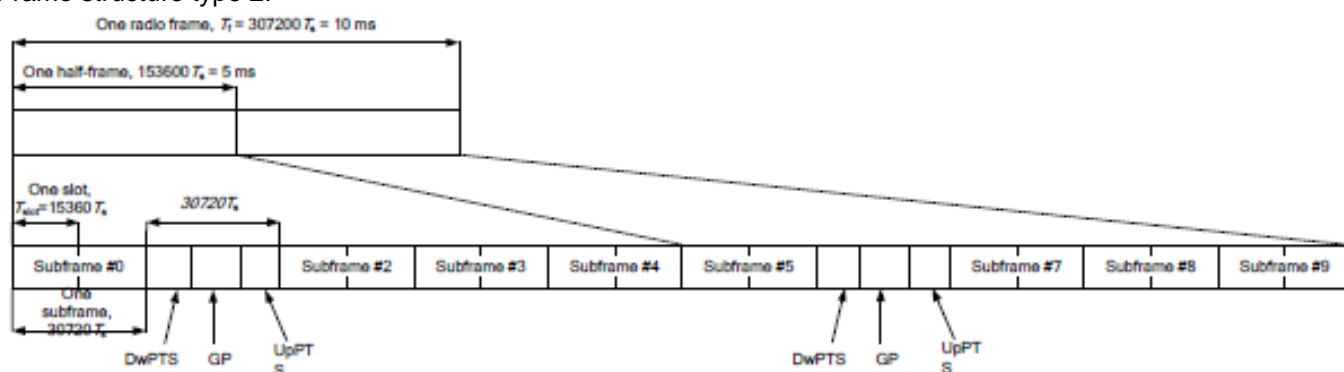 frame structure type 2.
One radio frame, Tf = 307200 Ts = 10 ms
One half-frame, 153600 Ts = 5 ms
One slot,
Tslot=15360 Ts
30720Ts
Subframe #0
Subframe #2
Subframe #3
Subframe #4
Subframe #5
Subframe #7
Subframe #8
Subframe #9
One
subframe,
30720 Ts
DwPTS
GP
UpPT
S
DwPTS
GP
UpPT
S